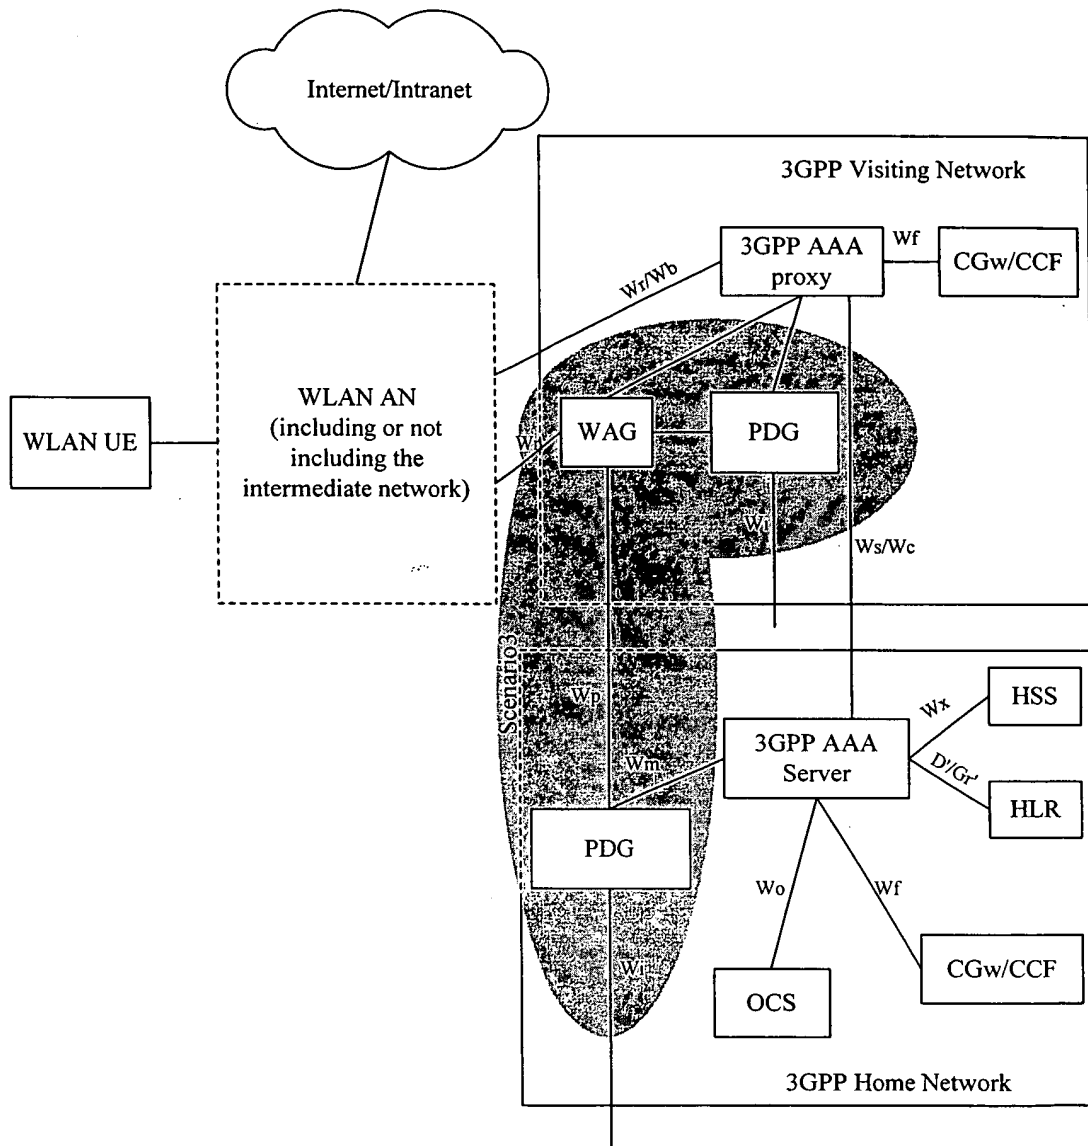 Internet/Intranet
3GPP Visiting Network
3GPP AAA
proxy
Wf
CGw/CCF
Wr/Wb
WLAN UE
WLAN AN
(including or not
including the
intermediate network)
WAG
PDG
Ws/Wc
Scenario3
Wp
Wm
3GPP AAA
Server
Wx
HSS
D'/Gr'
HLR
PDG
Wo
Wf
Wi
OCS
CGw/CCF
3GPP Home Network